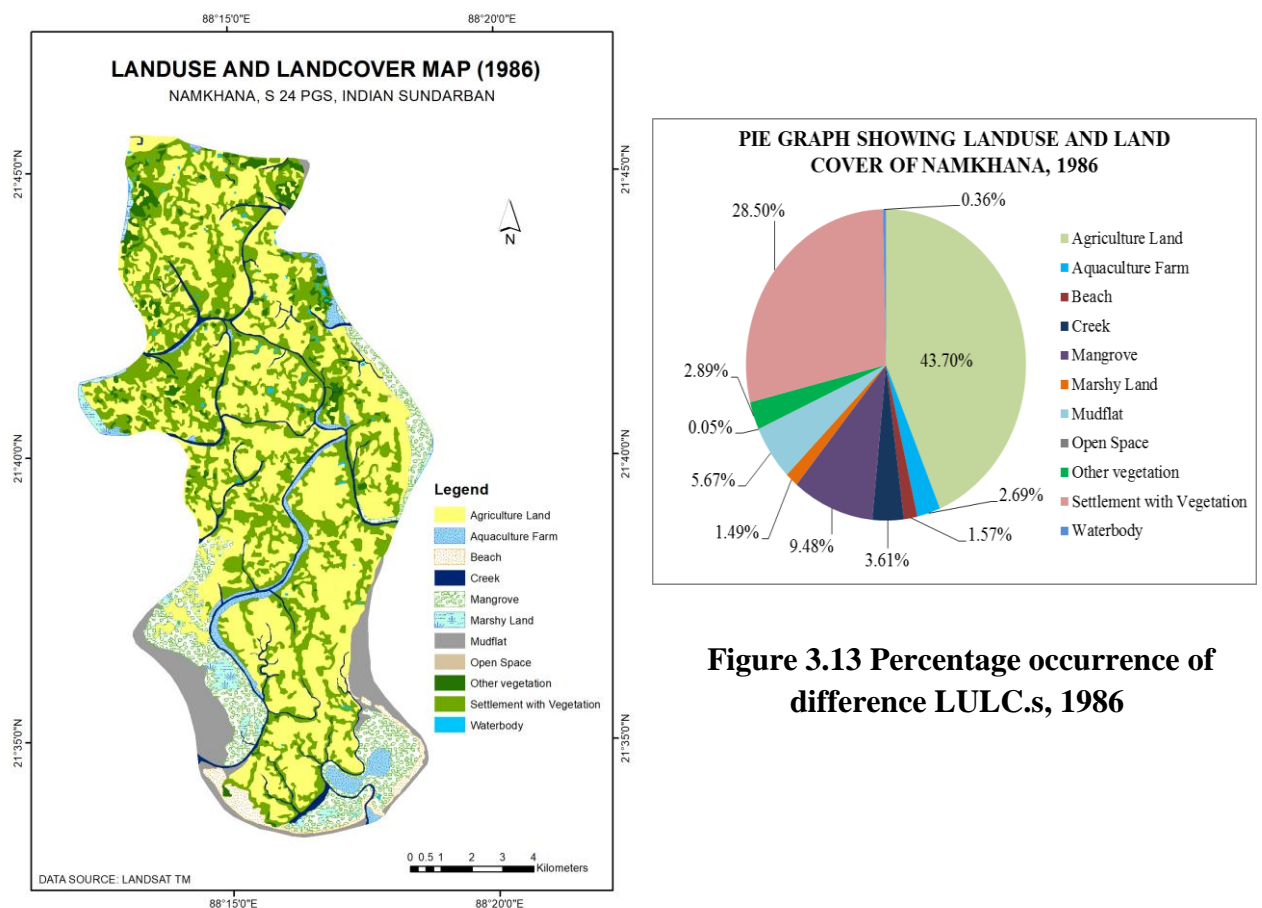 88°15'0"E
88°20'0"E
LANDUSE AND LANDCOVER MAP (1986)
NAMKHANA, S 24 PGS, INDIAN SUNDARBAN
21°45'0"N
21°45'0"N
N
21°40'0"N
21°40'0"N
21°35'0"N
21°35'0"N
Legend
Agriculture Land
Aquaculture Farm
Beach
Creek
Mangrove
Marshy Land
Mudflat
Open Space
Other vegetation
Settlement with Vegetation
Waterbody
0 0.5 1 2 3 4
Kilometers
DATA SOURCE: LANDSAT TM
88°15'0"E
88°20'0"E
PIE GRAPH SHOWING LANDUSE AND LAND
COVER OF NAMKHANA, 1986
0.36%
28.50%
43.70%
2.89%
0.05%
5.67%
1.49%
9.48%
3.61%
1.57%
2.69%
Agriculture Land
Aquaculture Farm
Beach
Creek
Mangrove
Marshy Land
Mudflat
Open Space
Other vegetation
Settlement with Vegetation
Waterbody
Figure 3.13 Percentage occurrence of
difference LULC.s, 1986